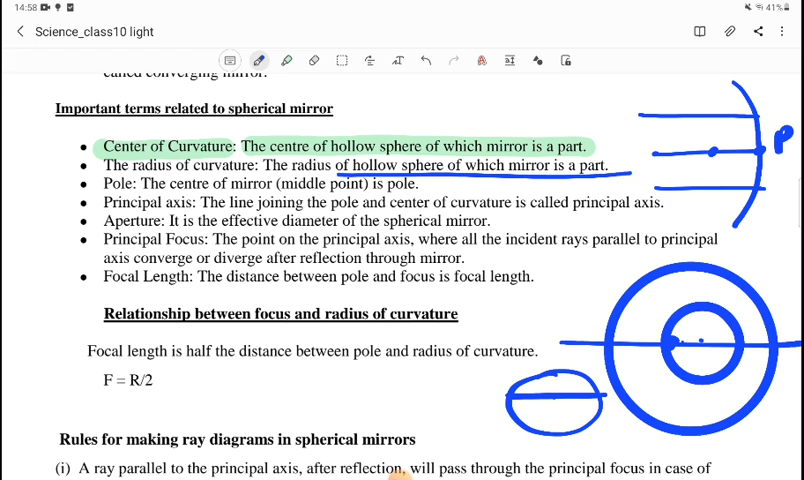 14:58
41%
Science_class10 light
called converging mirror.
Important terms related to spherical mirror
• Center of Curvature: The centre of hollow sphere of which mirror is a part.
• The radius of curvature: The radius of hollow sphere of which mirror is a part.
• Pole: The centre of mirror (middle point) is pole.
• Principal axis: The line joining the pole and center of curvature is called principal axis.
• Aperture: It is the effective diameter of the spherical mirror.
• Principal Focus: The point on the principal axis, where all the incident rays parallel to principal
axis converge or diverge after reflection through mirror.
• Focal Length: The distance between pole and focus is focal length.
P
Relationship between focus and radius of curvature
Focal length is half the distance between pole and radius of curvature.
F = R/2
Rules for making ray diagrams in spherical mirrors
(i) A ray parallel to the principal axis, after reflection, will pass through the principal focus in case of